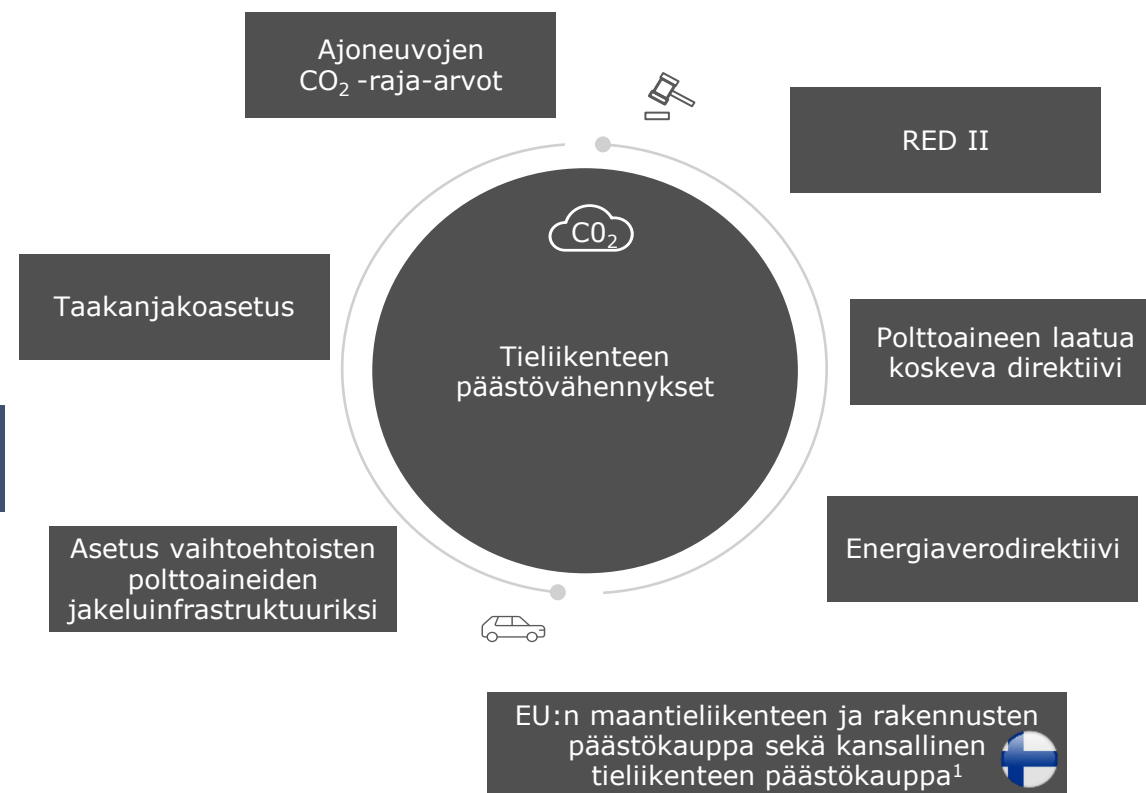 Ajoneuvojen
CO₂ -raja-arvot
RED II
C0₂
Taakanjakoasetus
Tieliikenteen
päästövähennykset
Polttoaineen laatua
koskeva direktiivi
Asetus vaihtoehtoisten
polttoaineiden
jakeluinfrastruktuuriksi
Energiaverodirektiivi
EU:n maantieliikenteen ja rakennusten
päästökauppa sekä kansallinen
tieliikenteen päästökauppa¹